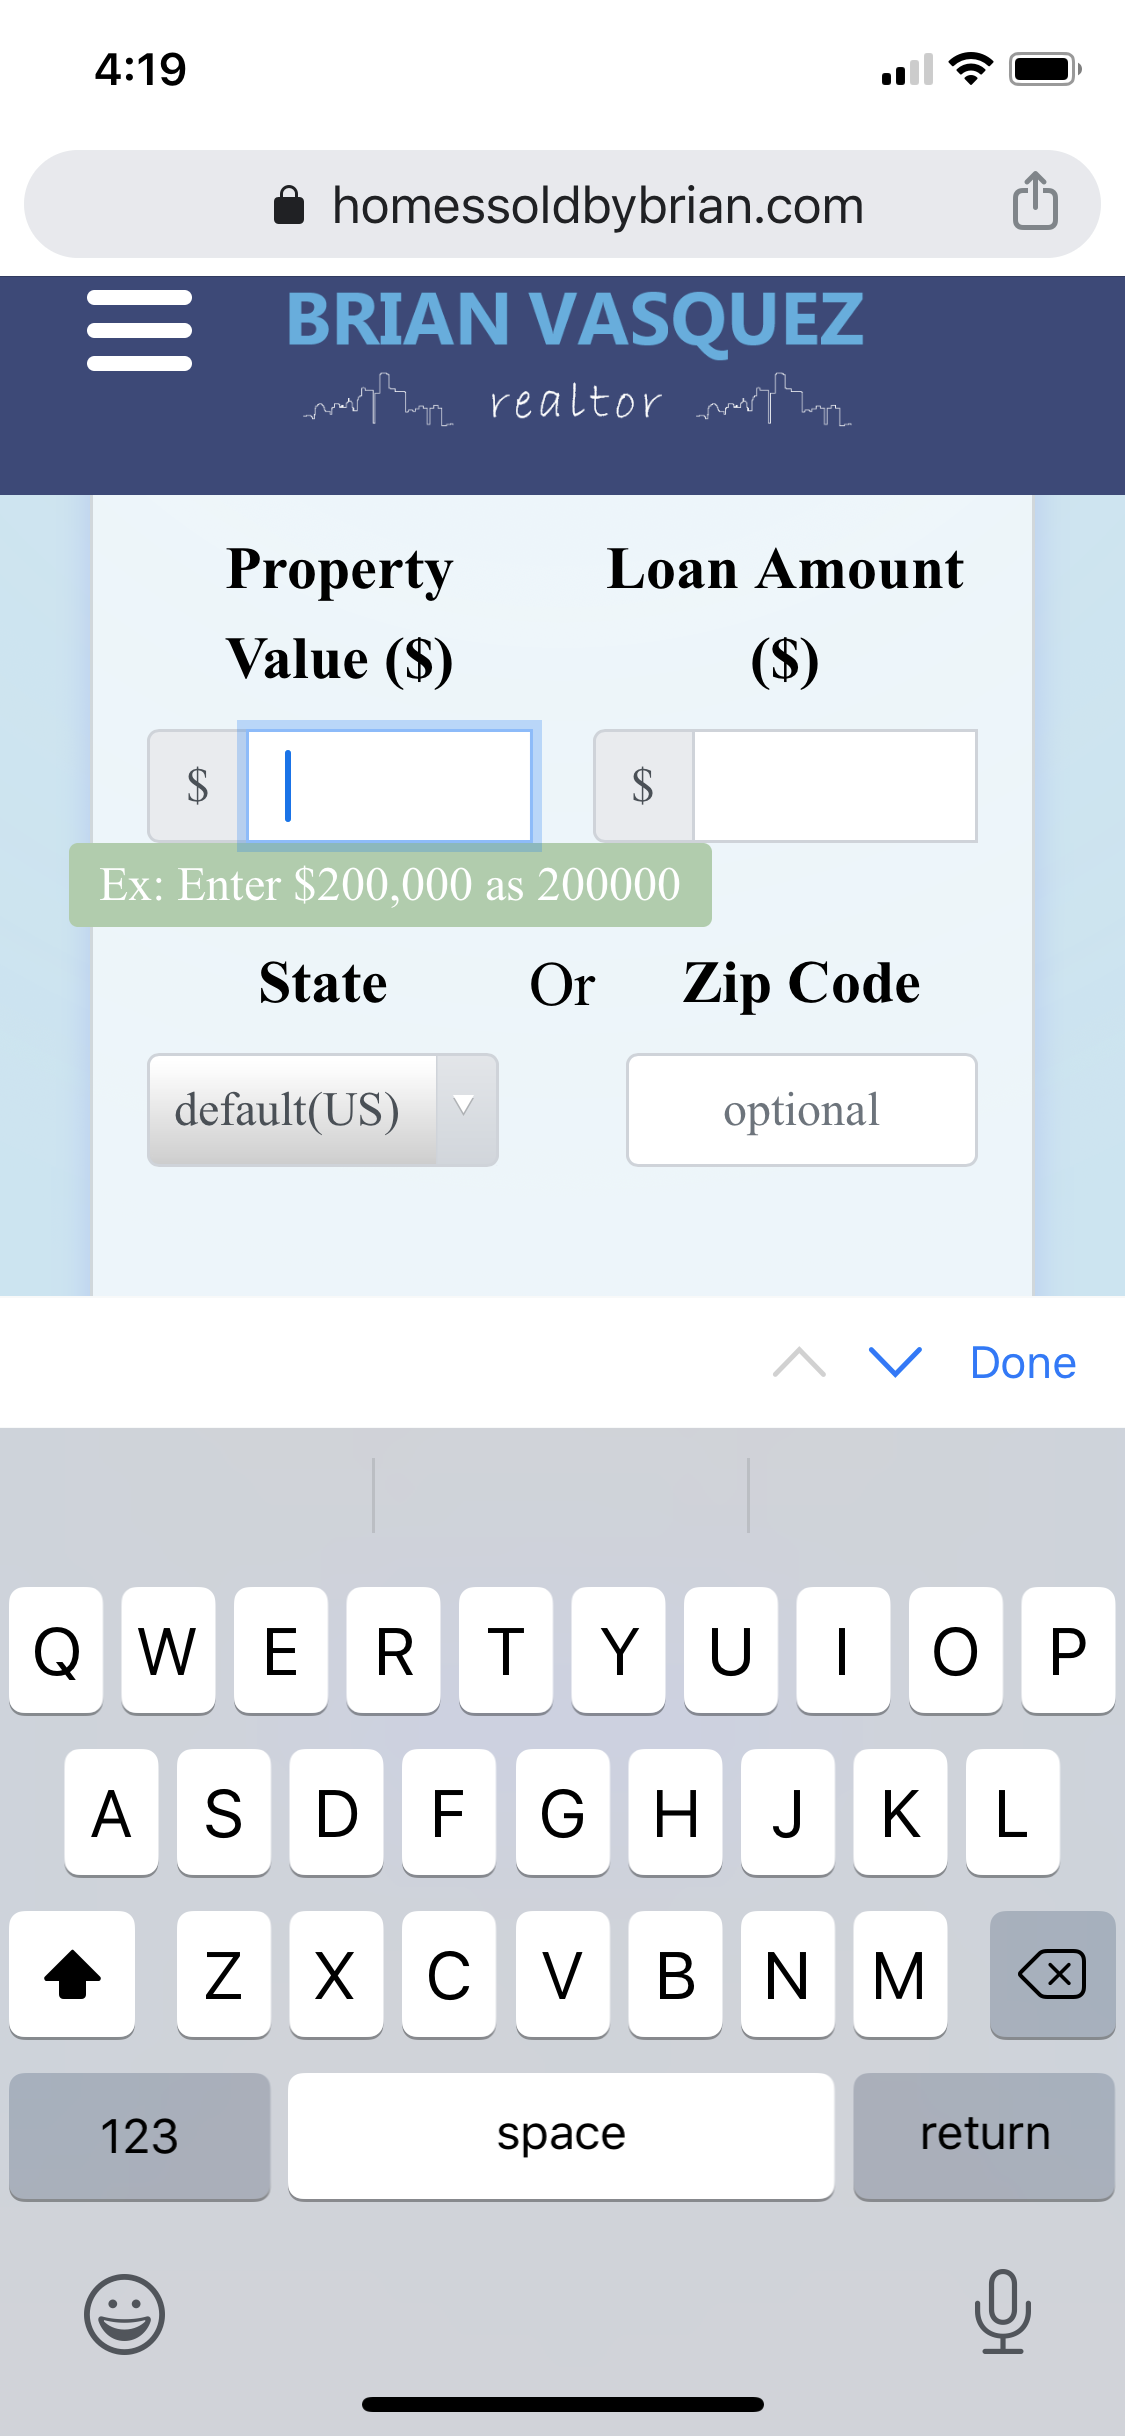 4:19
homessoldbybrian.com
BRIAN VASQUEZ
realtor
Property Value ($)
Loan Amount ($)
$
$
Ex: Enter $200,000 as 200000
State Or Zip Code
default(US)
optional
Done
Q W E R T Y U I O P
A S D F G H J K L
Z X C V B N M
123 space return